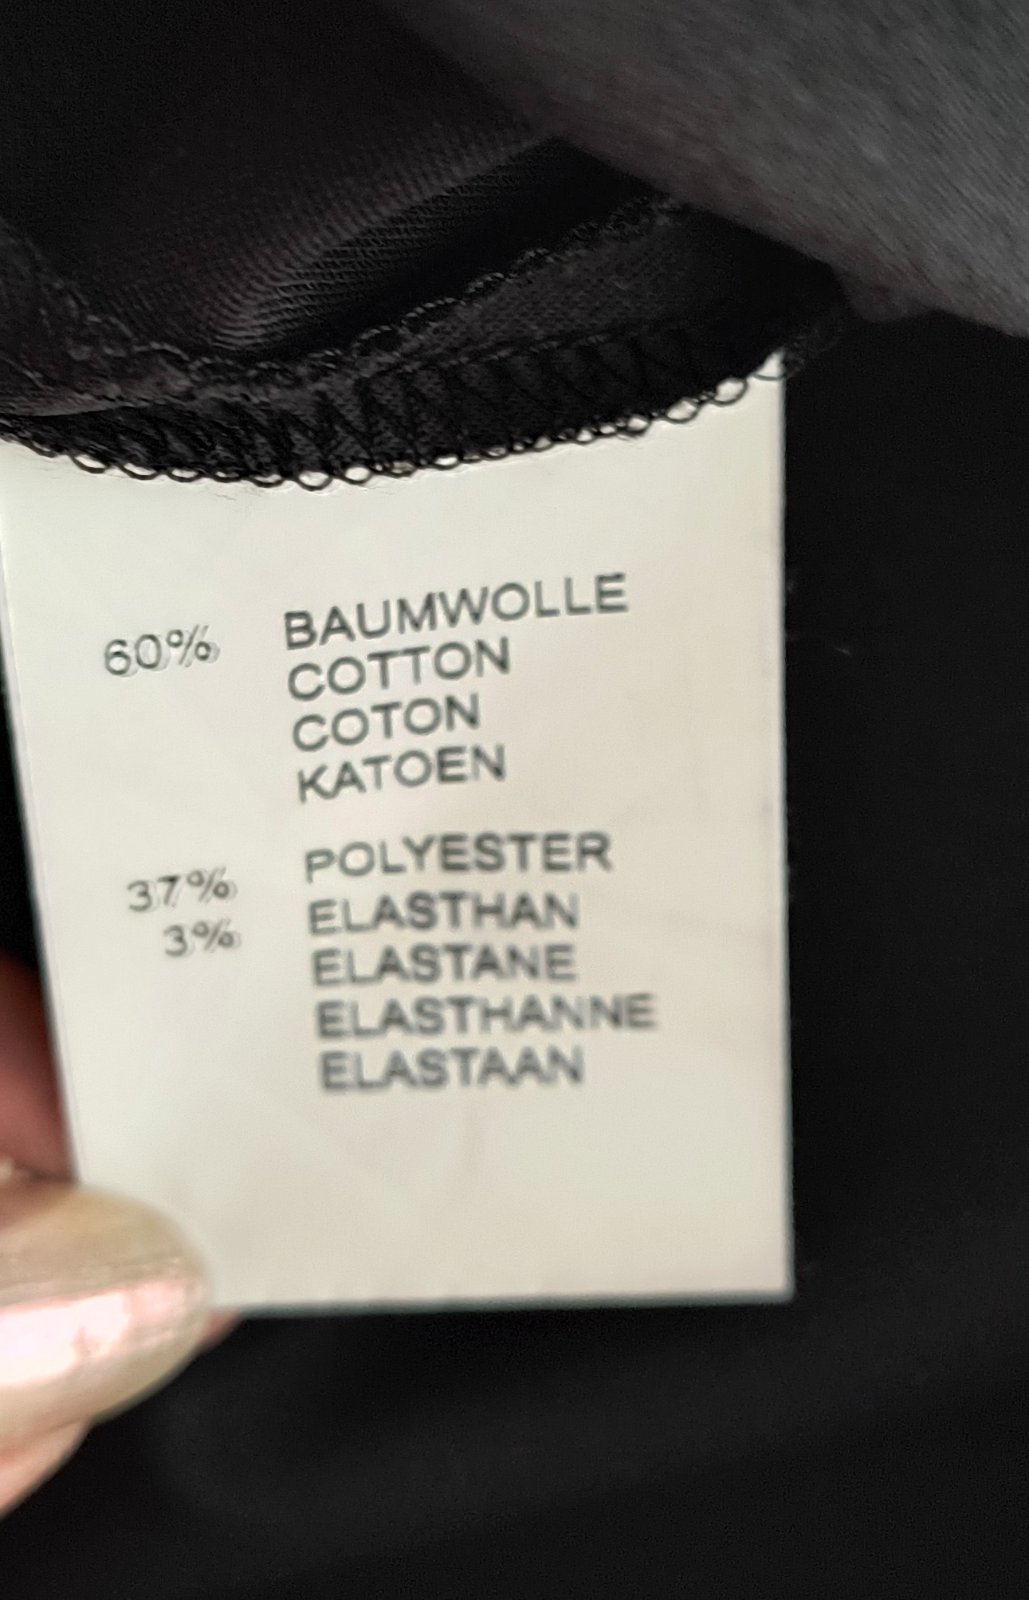 60% BAUMWOLLE
COTTON
COTON
KATOEN
37% POLYESTER
3% ELASTHAN
ELASTANE
ELASTHANNE
ELASTAAN